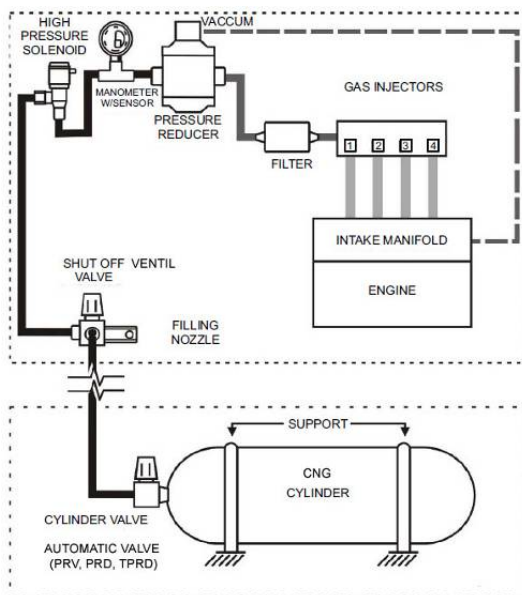 HIGH
PRESSURE
SOLENOID
6
MANOMETER
W/SENSOR
VACCUM
PRESSURE
REDUCER
FILTER
GAS INJECTORS
1 2 3 4
INTAKE MANIFOLD
ENGINE
SHUT OFF VENTIL
VALVE
FILLING
NOZZLE
SUPPORT
CNG
CYLINDER
CYLINDER VALVE
AUTOMATIC VALVE
(PRV, PRD, TPRD)